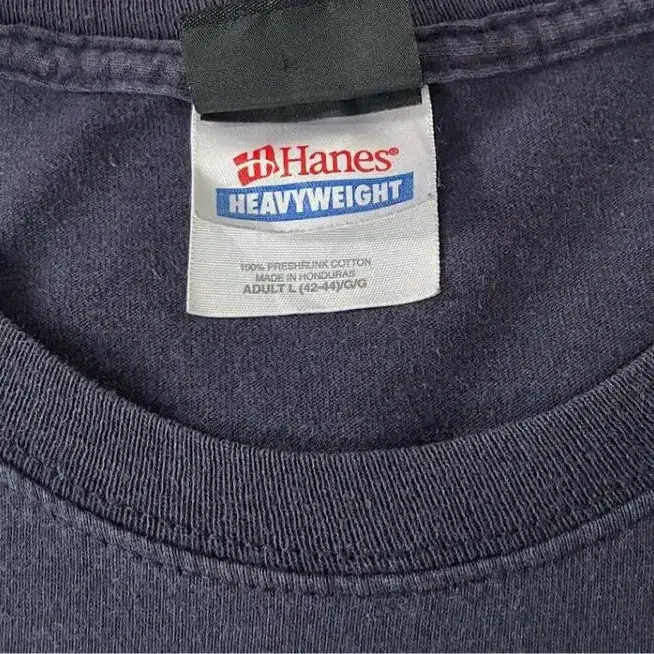 Hanes®
HEAVYWEIGHT
100% PRESHRUNK COTTON
MADE IN HONDURAS
ADULT L (42-44)/G/G